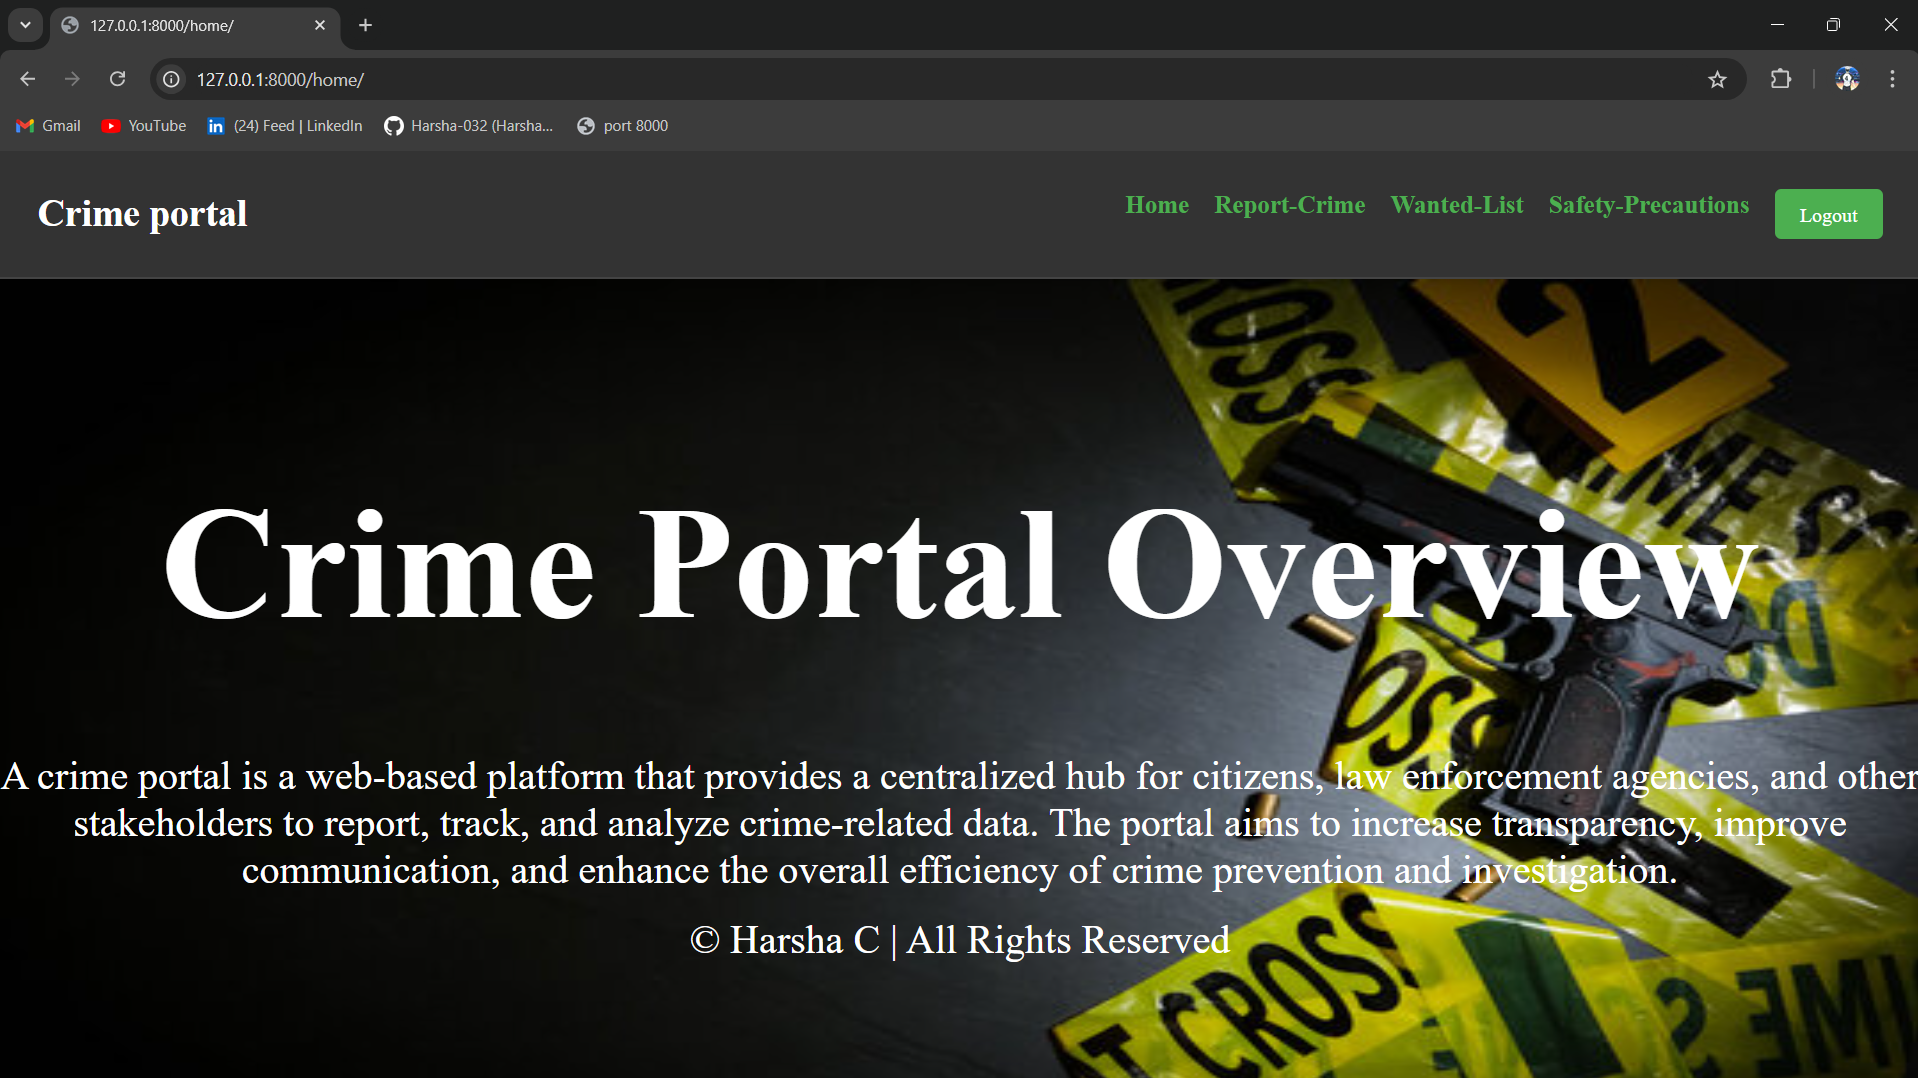 127.0.0.1:8000/home/
127.0.0.1:8000/home/
Gmail YouTube in (24) Feed | LinkedIn Harsha-032 (Harsha... port 8000
Crime portal Home Report-Crime Wanted-List Safety-Precautions Logout
Crime Portal Overview
A crime portal is a web-based platform that provides a centralized hub for citizens, law enforcement agencies, and other
stakeholders to report, track, and analyze crime-related data. The portal aims to increase transparency, improve
communication, and enhance the overall efficiency of crime prevention and investigation.
© Harsha C | All Rights Reserved
2
OSS
T CROSS